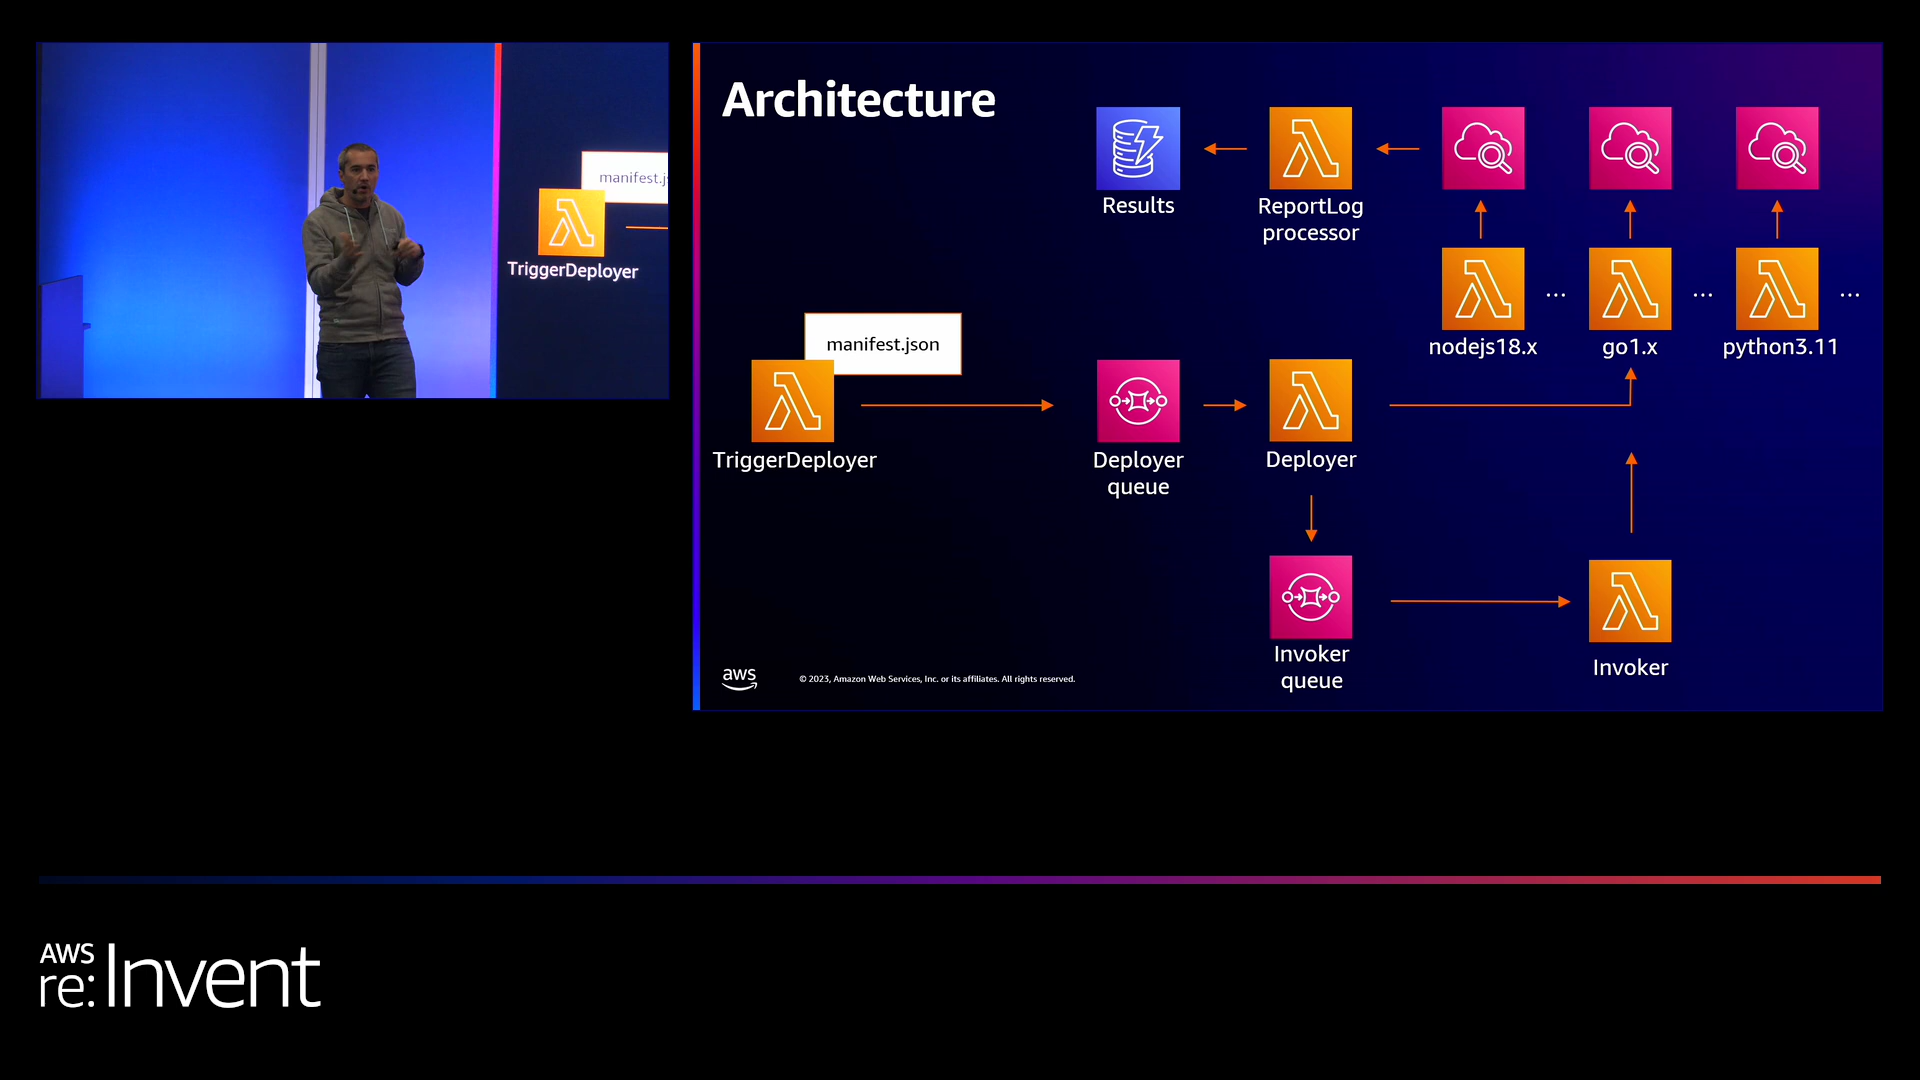 manifest.js
TriggerDeployer
Architecture
Results
ReportLog
processor
nodejs18.x
...
go1.x
...
python3.11
...
manifest.json
TriggerDeployer
Deployer
queue
Deployer
Invoker
queue
Invoker
aws
© 2023, Amazon Web Services, Inc. or its affiliates. All rights reserved.
AWS
re:Invent